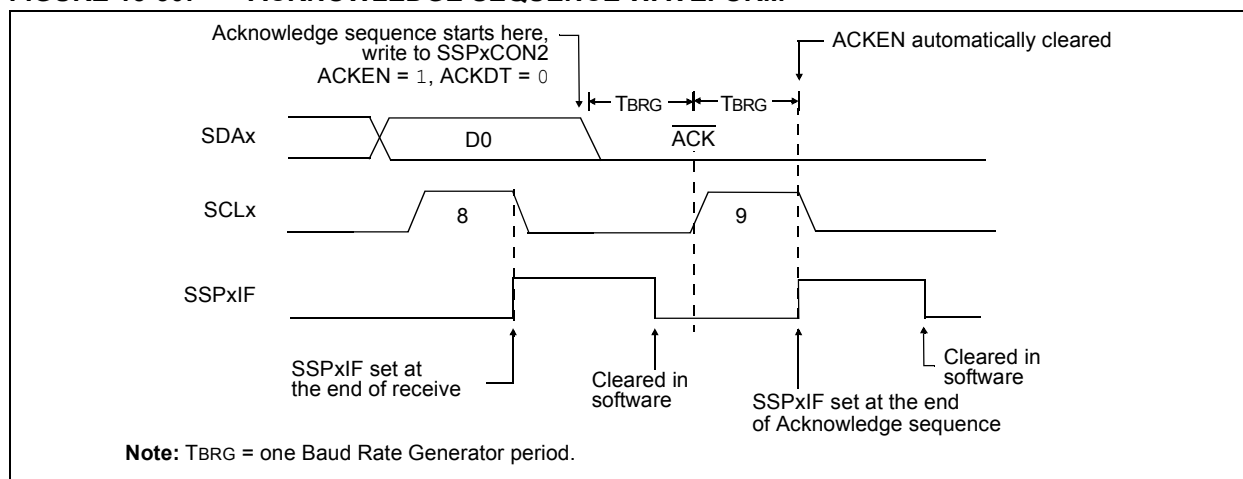 Acknowledge sequence starts here,
write to SSPxCON2
ACKEN = 1, ACKDT = 0
ACKEN automatically cleared
TBRG
TBRG
SDAx
D0
ACK
SCLx
8
9
SSPxIF
SSPxIF set at
the end of receive
Cleared in
software
SSPxIF set at the end
of Acknowledge sequence
Cleared in
software
Note: TBRG = one Baud Rate Generator period.